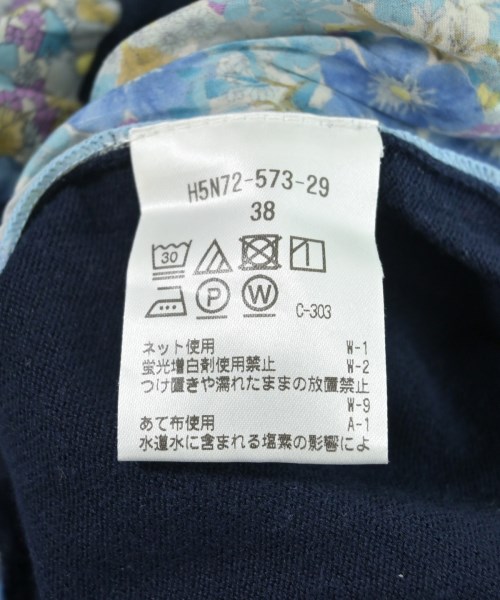 H5N72-573-29
38
30
P W C-303
ネット使用 W-1
蛍光増白剤使用禁止 W-2
つけ置きや濡れたままの放置禁止
W-9
あて布使用 A-1
水道水に含まれる塩素の影響によ